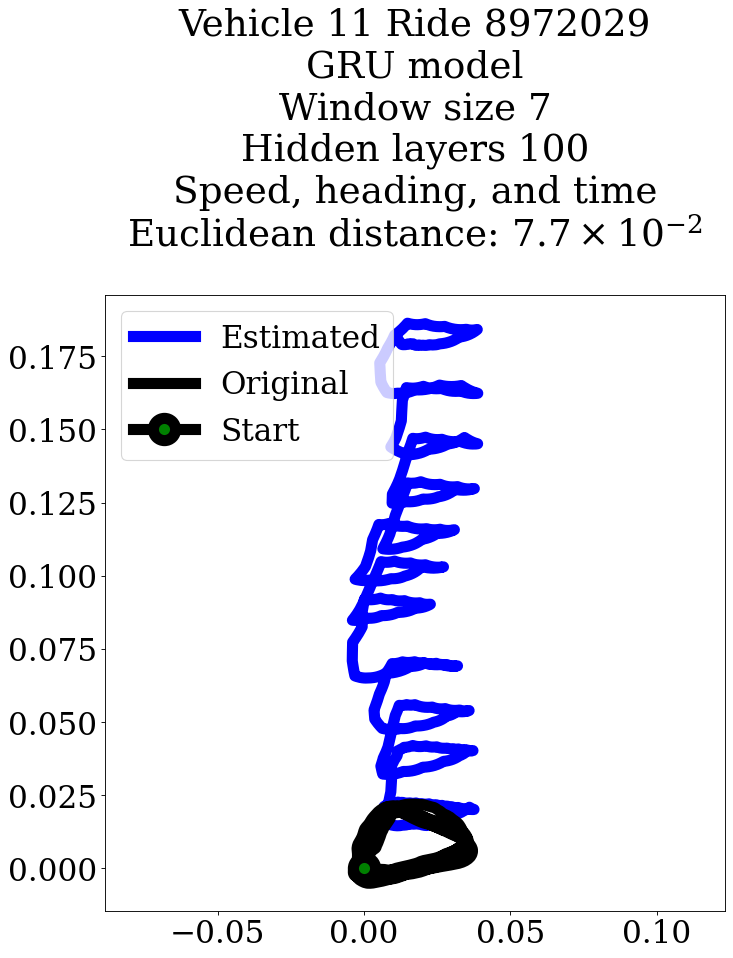 Vehicle 11 Ride 8972029
GRU model
Window size 7
Hidden layers 100
Speed, heading, and time
Euclidean distance: 7.7 × 10⁻²
Estimated
Original
Start
0.175
0.150
0.125
0.100
0.075
0.050
0.025
0.000
−0.05 0.00 0.05 0.10